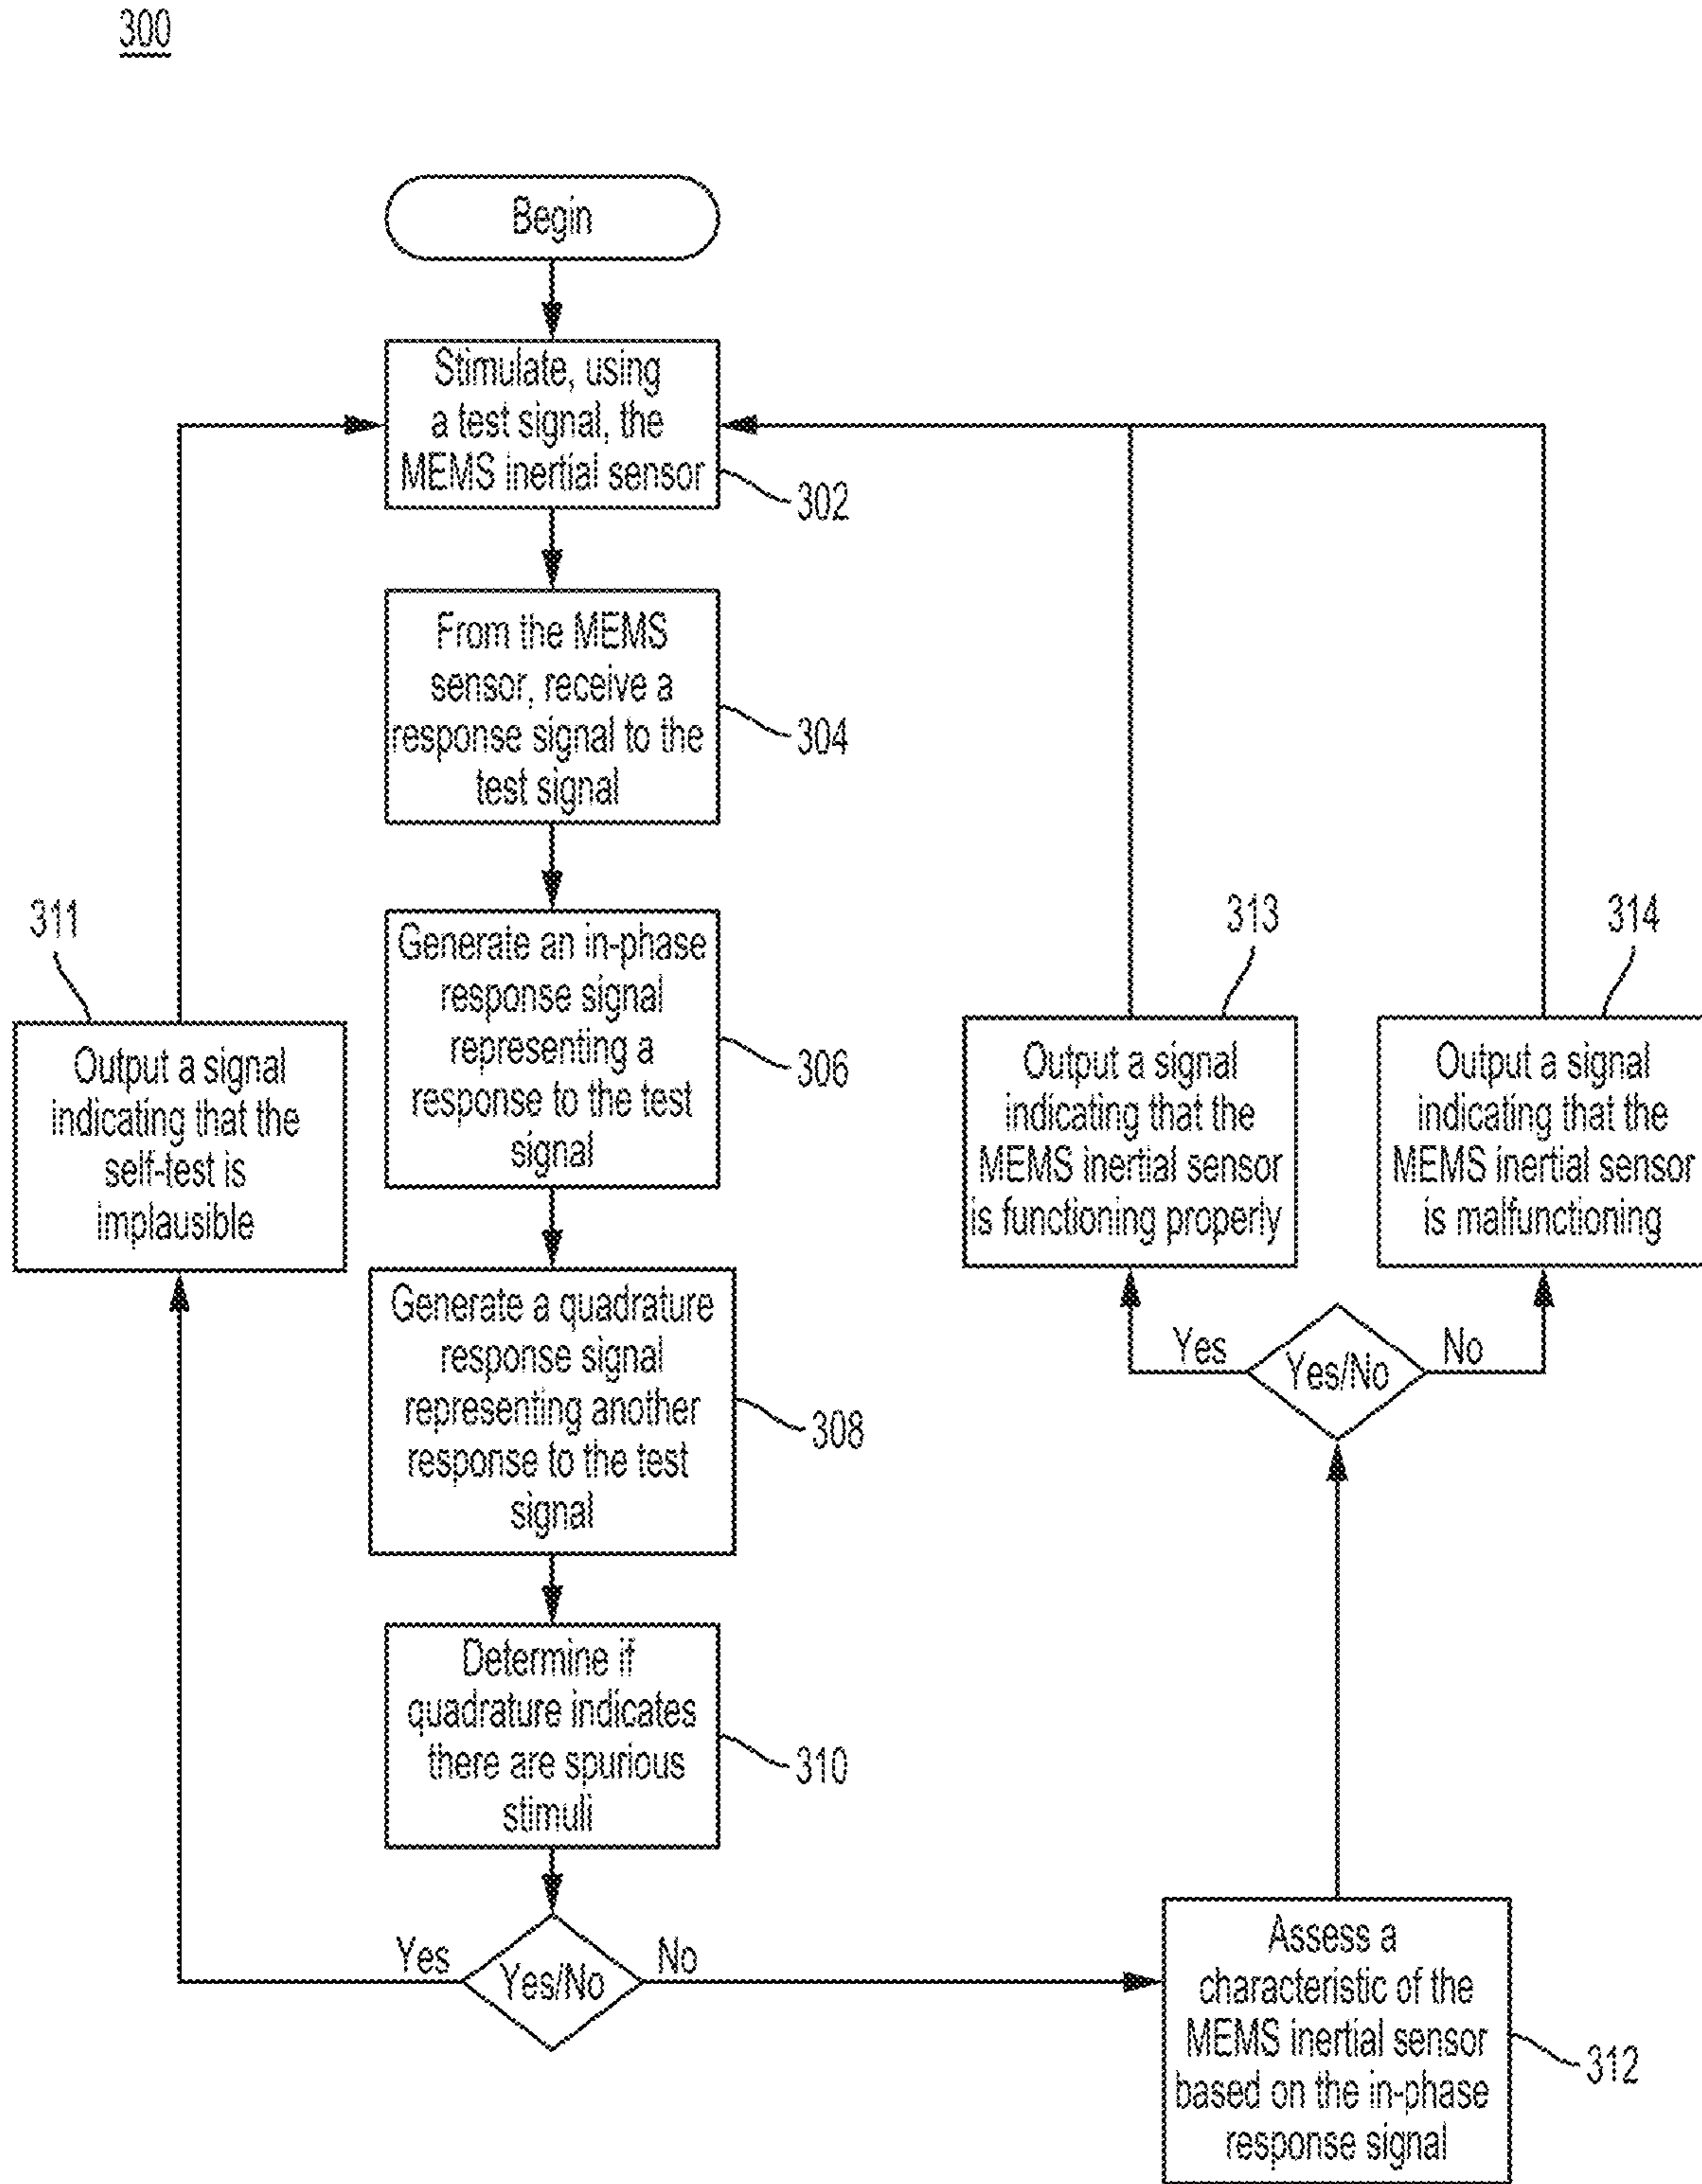 300
Begin
Stimulate, using
a test signal, the
MEMS inertial sensor
302
From the MEMS
sensor, receive a
response signal to the
test signal
304
Generate an in-phase
response signal
representing a
response to the test
signal
306
311
Output a signal
indicating that the
self-test is
implausible
313
Output a signal
indicating that the
MEMS inertial sensor
is functioning properly
314
Output a signal
indicating that the
MEMS inertial sensor
is malfunctioning
Generate a quadrature
response signal
representing another
response to the test
signal
308
Yes
Yes/No
No
Determine if
quadrature indicates
there are spurious
stimuli
310
Yes
Yes/No
No
Assess a
characteristic of the
MEMS inertial sensor
based on the in-phase
response signal
312